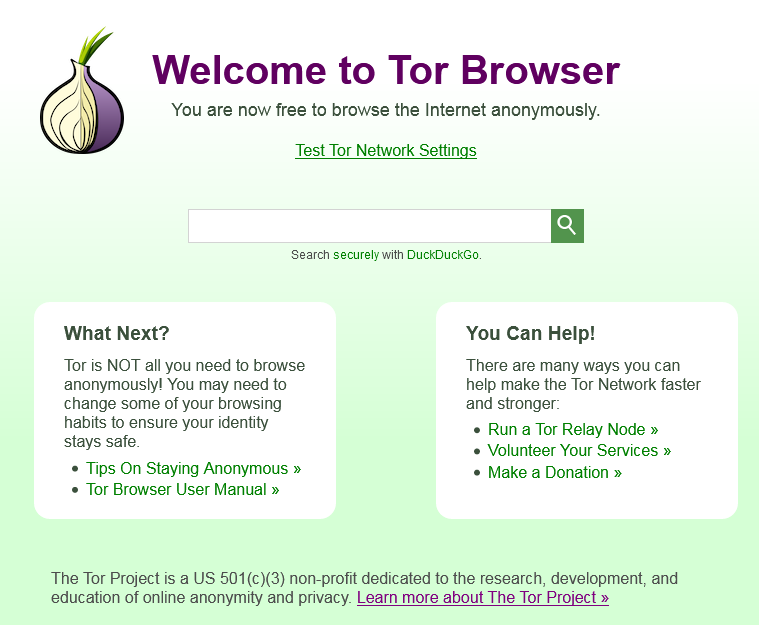 Welcome to Tor Browser
You are now free to browse the Internet anonymously.
Test Tor Network Settings
Search securely with DuckDuckGo.
What Next?
Tor is NOT all you need to browse
anonymously! You may need to
change some of your browsing
habits to ensure your identity
stays safe.
• Tips On Staying Anonymous »
• Tor Browser User Manual »
You Can Help!
There are many ways you can
help make the Tor Network faster
and stronger:
• Run a Tor Relay Node »
• Volunteer Your Services »
• Make a Donation »
The Tor Project is a US 501(c)(3) non-profit dedicated to the research, development, and
education of online anonymity and privacy. Learn more about The Tor Project »